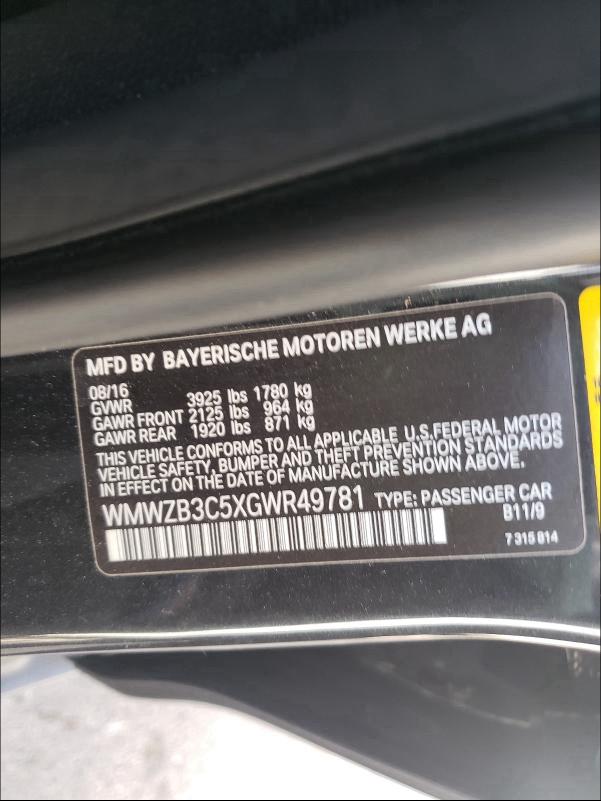 MFD BY BAYERISCHE MOTOREN WERKE AG
08/16
GVWR 3925 lbs 1780 kg
GAWR FRONT 2125 lbs 964 kg
GAWR REAR 1920 lbs 871 kg
THIS VEHICLE CONFORMS TO ALL APPLICABLE U.S.FEDERAL MOTOR
VEHICLE SAFETY, BUMPER AND THEFT PREVENTION STANDARDS
IN EFFECT ON THE DATE OF MANUFACTURE SHOWN ABOVE.
WMWZB3C5XGWR49781 TYPE: PASSENGER CAR
B11/9
7 315 814